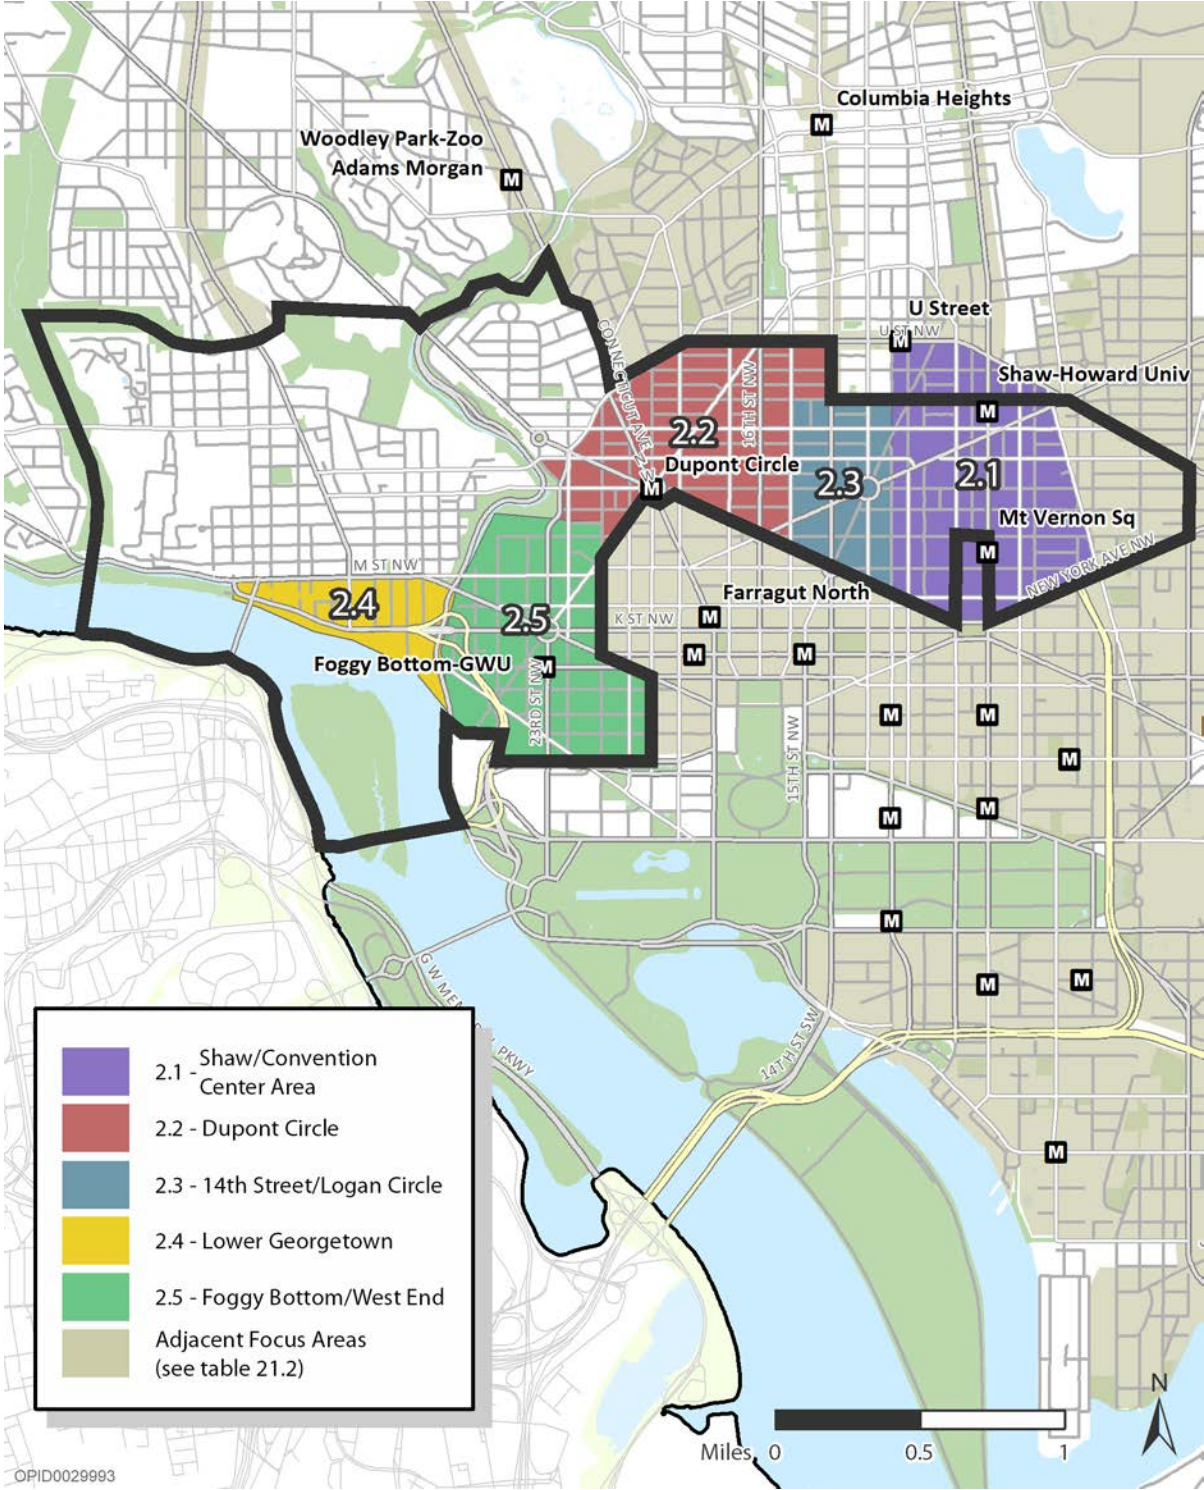 Columbia Heights
M
Woodley Park-Zoo
Adams Morgan
M
U Street
U ST NW
M
CONNECTICUT AVE NW
16TH ST NW
Shaw-Howard Univ
M
2.2
Dupont Circle
M
2.3
2.1
Mt Vernon Sq
M
NEW YORK AVE NW
M ST NW
2.4
2.5
Farragut North
M
K ST NW
Foggy Bottom-GWU
M
M
M
23RD ST NW
15TH ST NW
M
M
M
M
M
M
M
M
G W MEM
L PKWY
14TH ST SW
M
2.1 - Shaw/Convention
Center Area
2.2 - Dupont Circle
2.3 - 14th Street/Logan Circle
2.4 - Lower Georgetown
2.5 - Foggy Bottom/West End
Adjacent Focus Areas
(see table 21.2)
N
Miles 0 0.5 1
OPID0029993